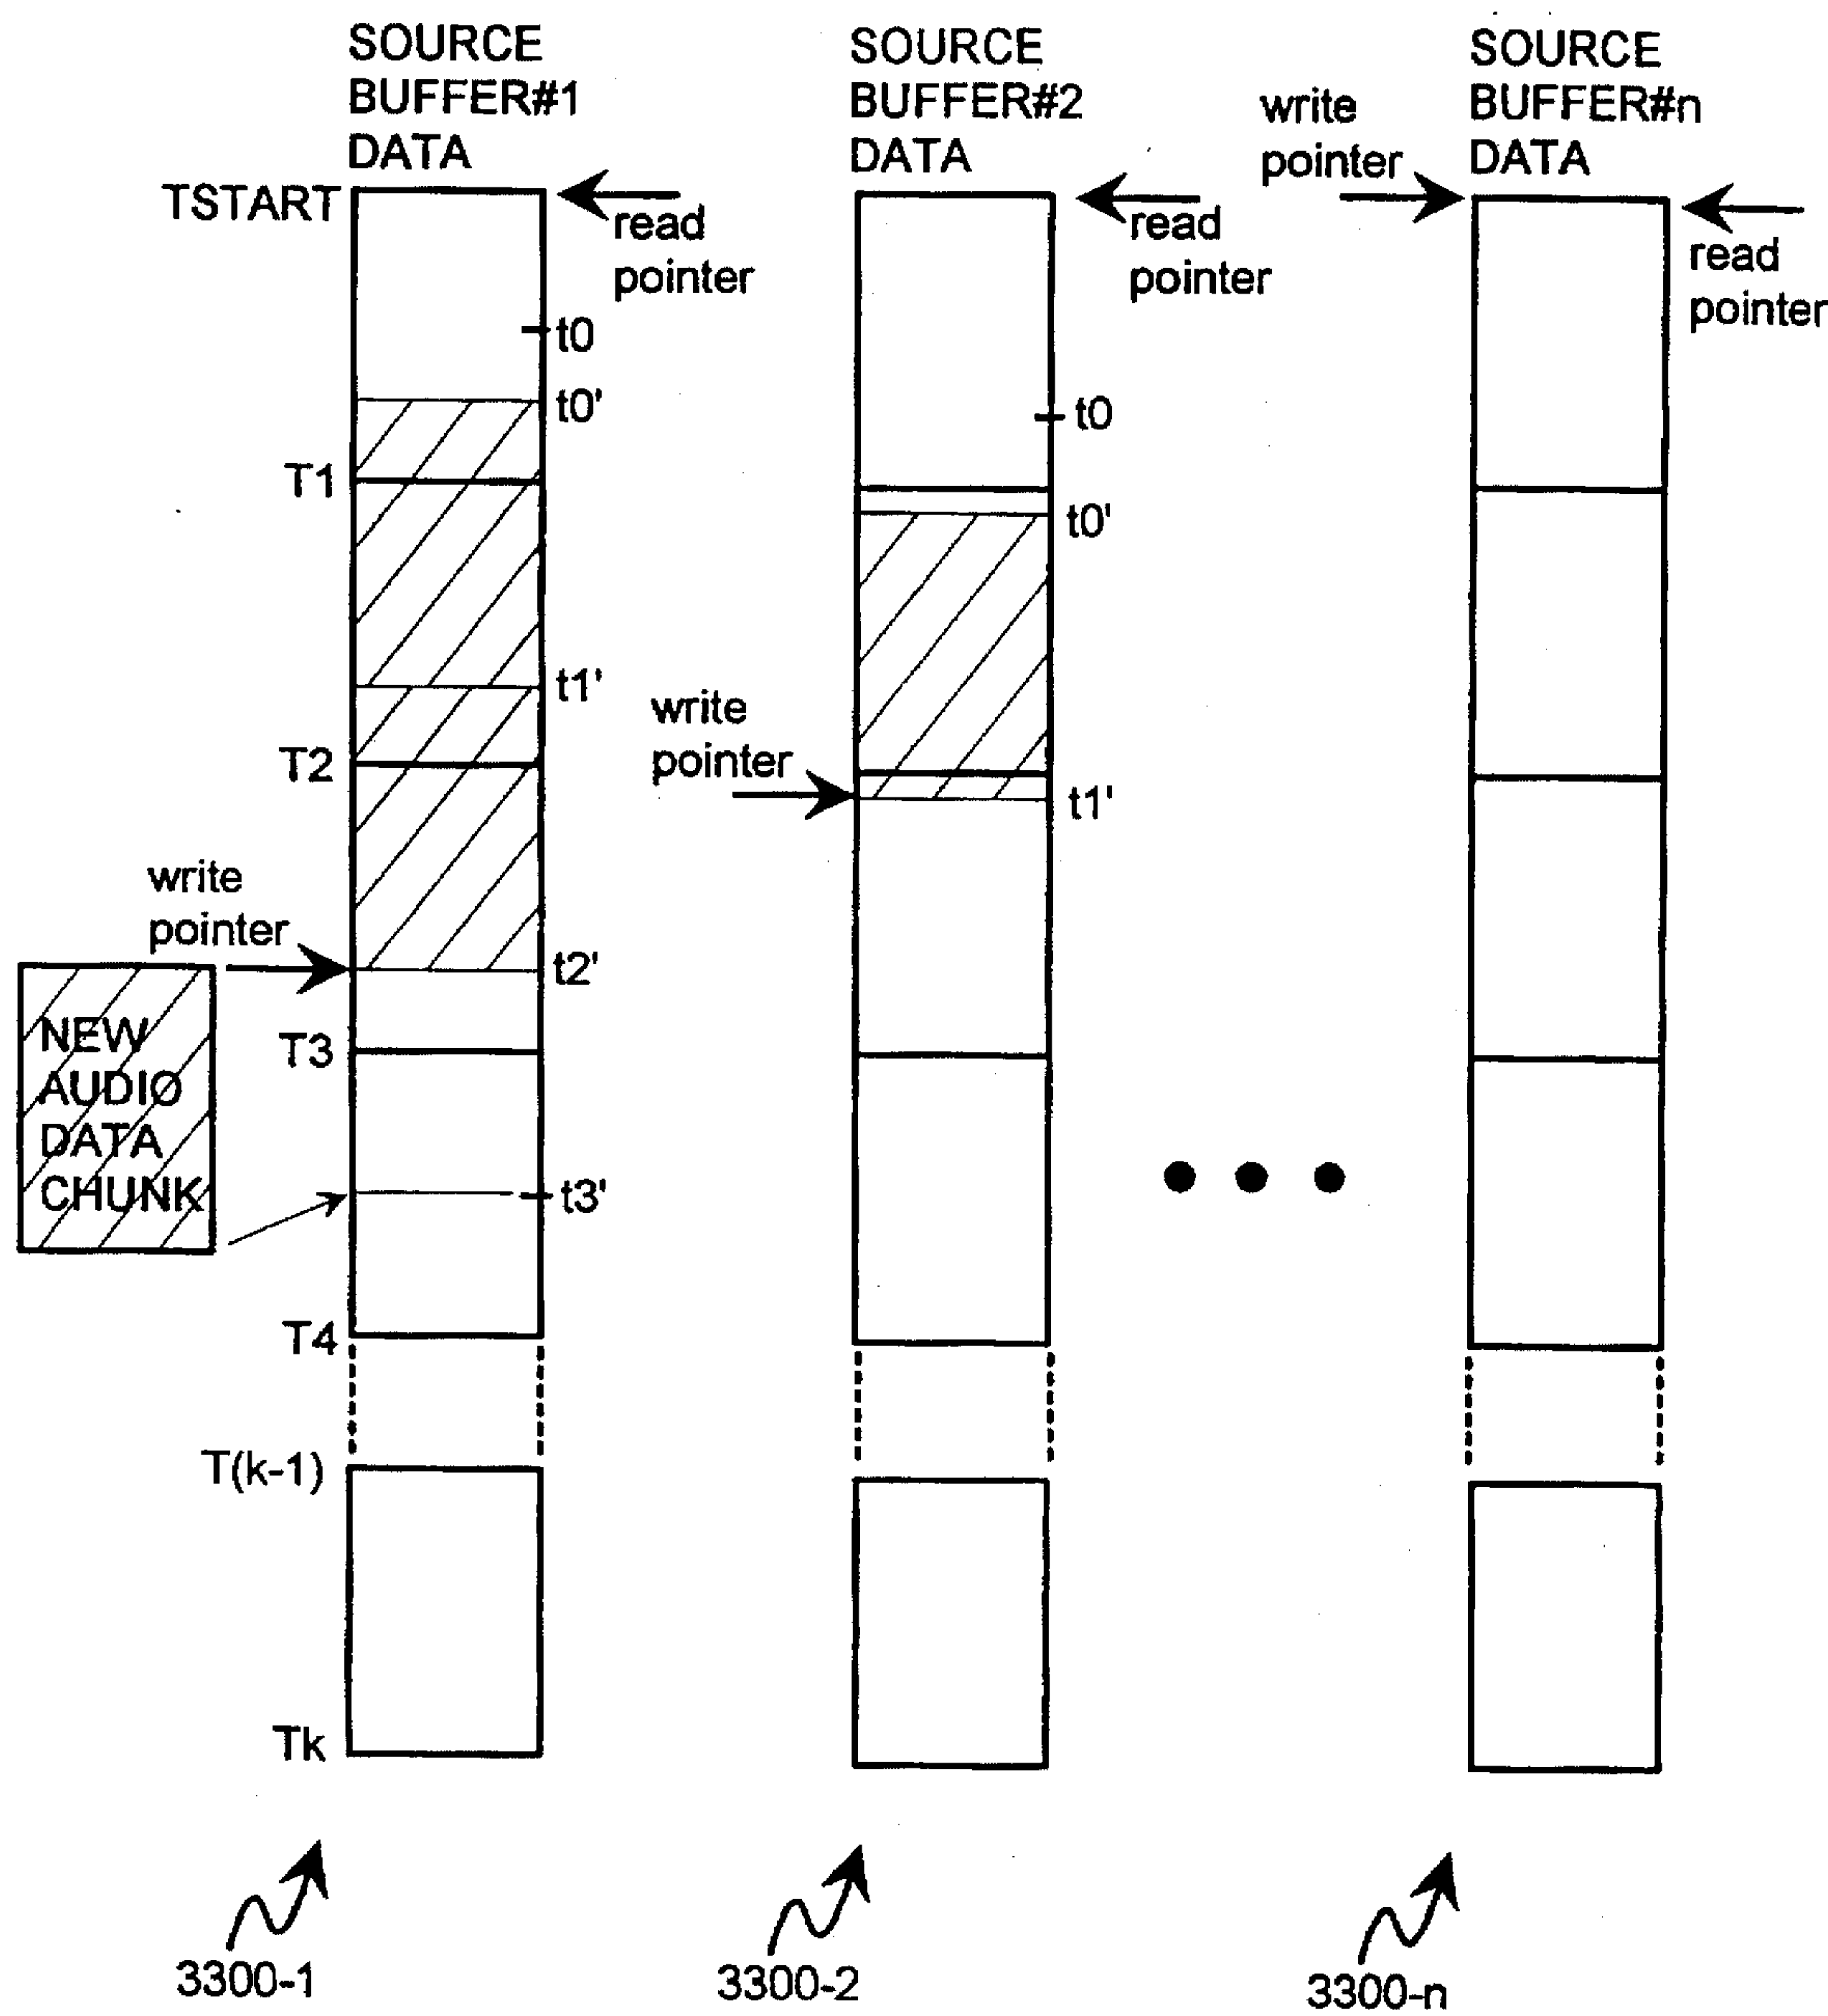 SOURCE
BUFFER#1
DATA
SOURCE
BUFFER#2
DATA
SOURCE
BUFFER#n
DATA
write
pointer
TSTART
read
pointer
read
pointer
read
pointer
t0
t0'
t0
T1
t0'
t1'
T2
write
pointer
t1'
write
pointer
t2'
NEW
AUDIO
DATA
CHUNK
T3
t3'
T4
T(k-1)
Tk
3300-1
3300-2
3300-n